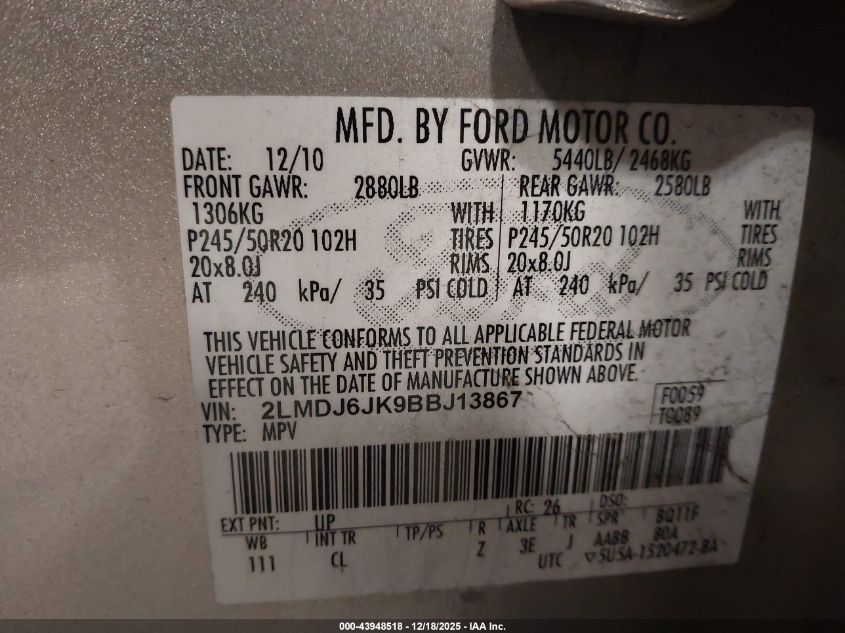 MFD. BY FORD MOTOR CO.
DATE: 12/10 GVWR: 5440LB/ 2468KG
FRONT GAWR: 2880LB REAR GAWR: 2580LB
1306KG WITH 1170KG WITH
P245/50R20 102H TIRES P245/50R20 102H TIRES
20x8.0J RIMS 20x8.0J RIMS
AT 240 kPa/ 35 PSI COLD AT 240 kPa/ 35 PSI COLD
THIS VEHICLE CONFORMS TO ALL APPLICABLE FEDERAL MOTOR
VEHICLE SAFETY AND THEFT PREVENTION STANDARDS IN
EFFECT ON THE DATE OF MANUFACTURE SHOWN ABOVE.
VIN: 2LMDJ6JK9BBJ13867 F0059
TYPE: MPV T0089
EXT PNT: UP RC: 26 DSO:
WB INT TR TP/PS R AXLE TR SPR BQ11F
111 CL Z 3E J AABB 80A
UTC ▽5U5A-1520472-BA
000-43948518 - 12/18/2025 - IAA Inc.